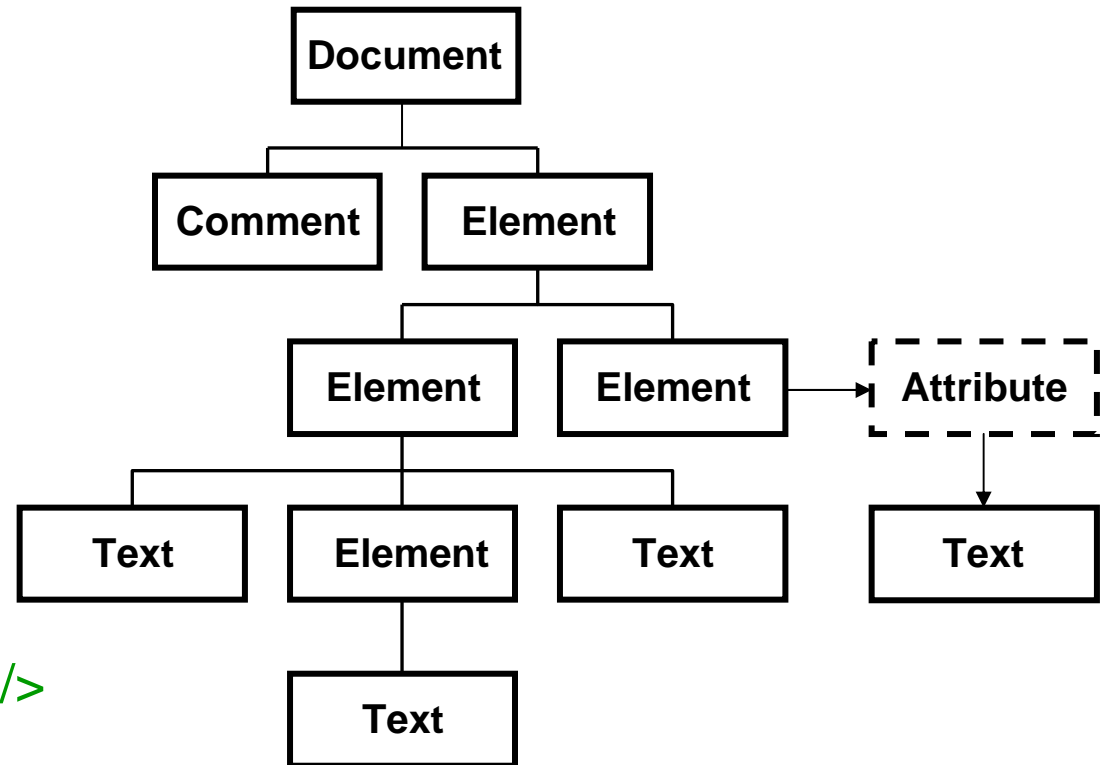 Document
Comment Element
Element Element Attribute
Text Element Text Text
/>
Text